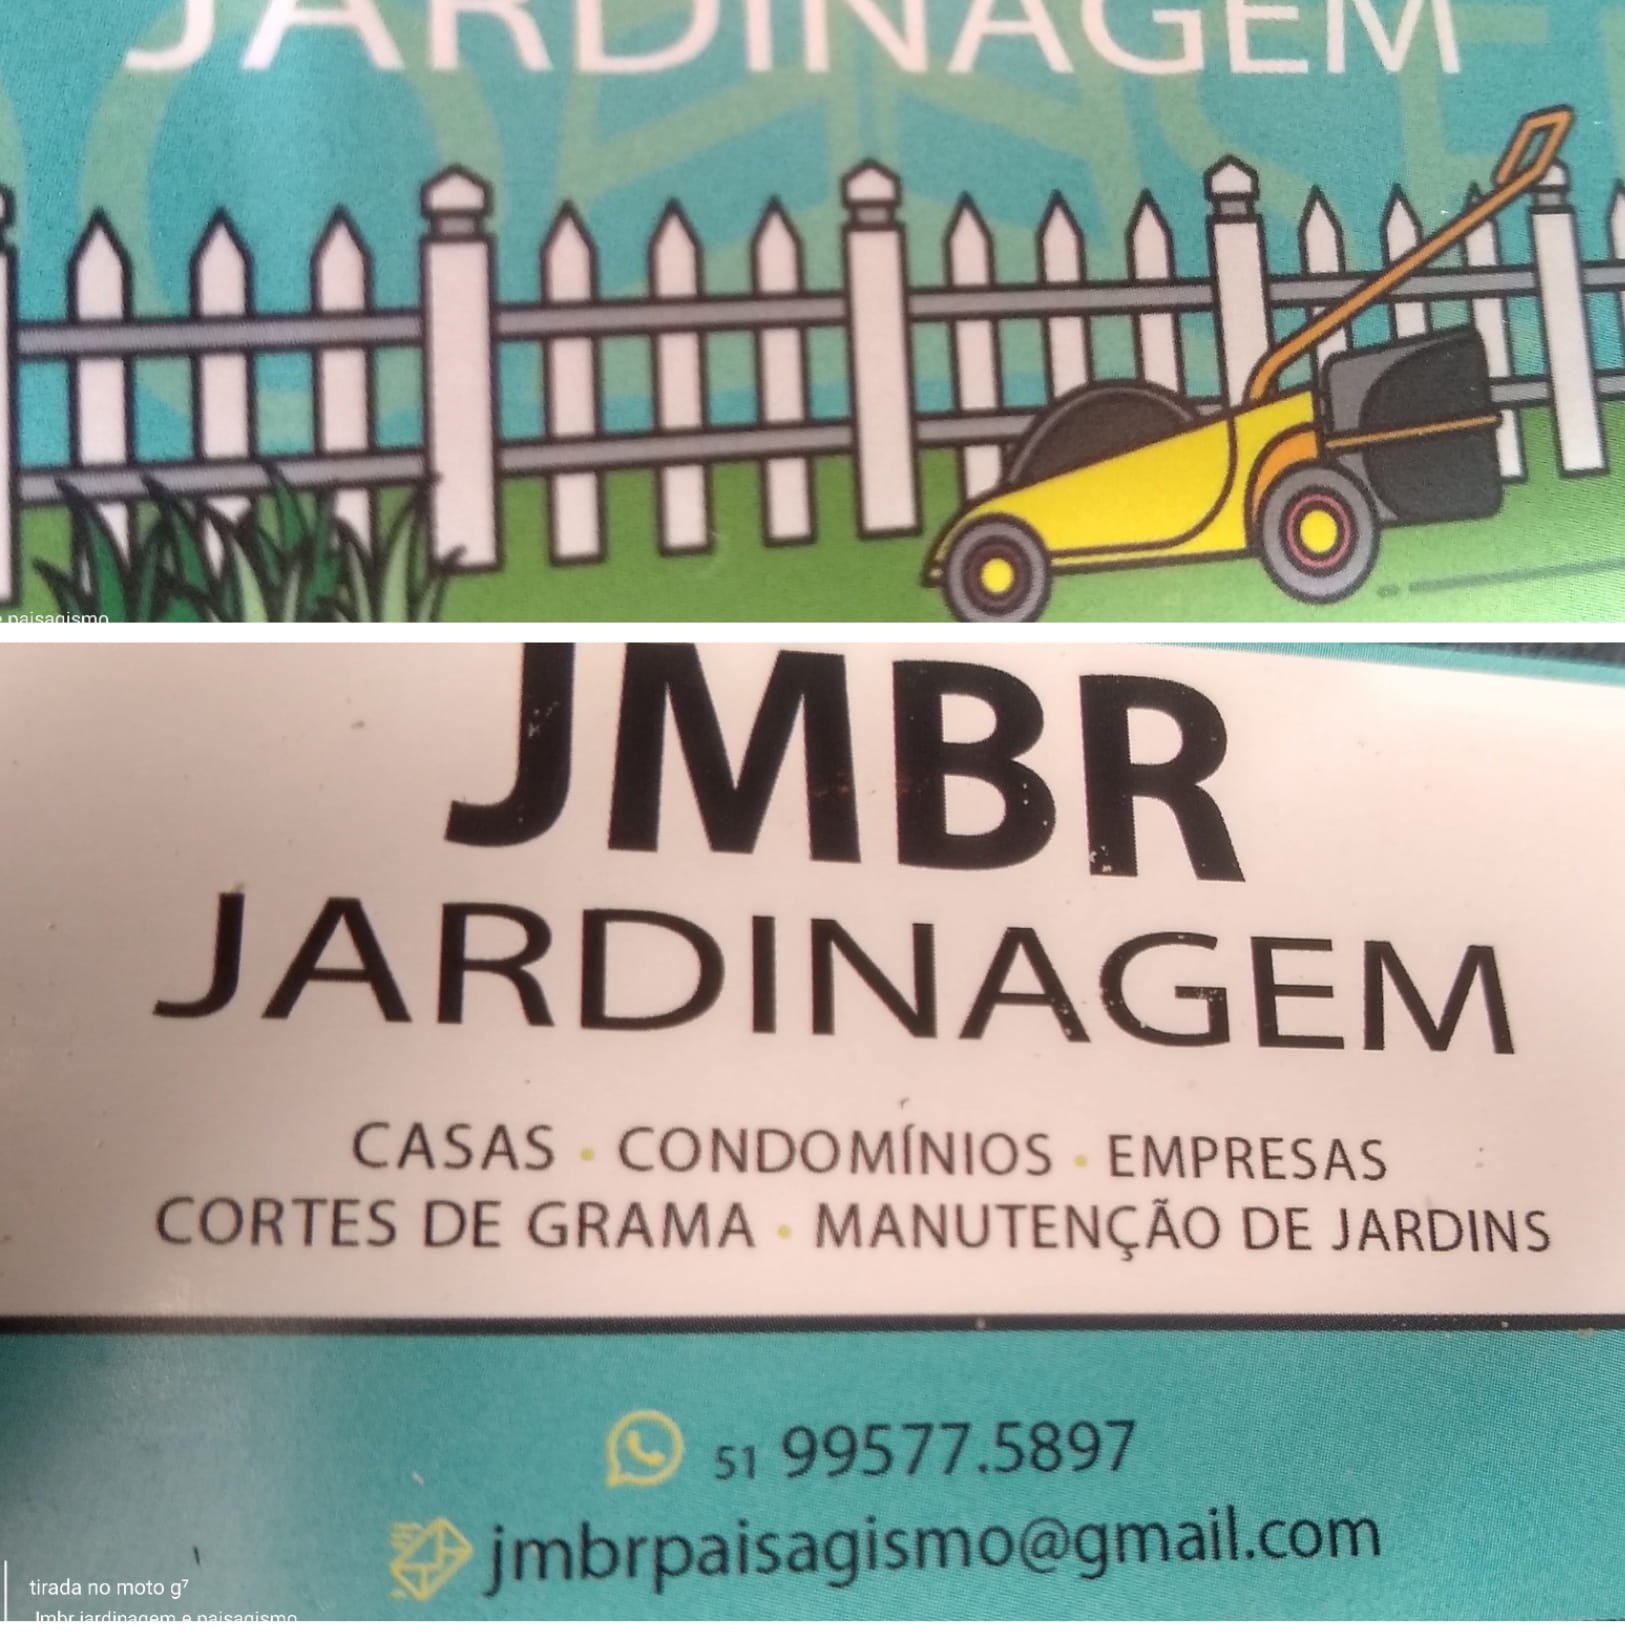 JARDINAGEM
e paisagismo
JMBR
JARDINAGEM
CASAS • CONDOMÍNIOS • EMPRESAS
CORTES DE GRAMA • MANUTENÇÃO DE JARDINS
51 99577.5897
jmbrpaisagismo@gmail.com
tirada no moto g⁷
Jmbr jardinagem e paisagismo